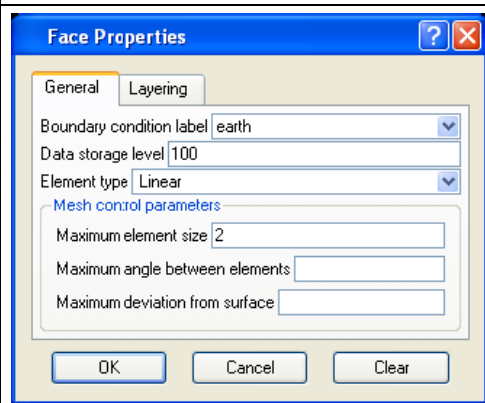 Face Properties
General Layering
Boundary condition label earth
Data storage level 100
Element type Linear
Mesh control parameters
Maximum element size 2
Maximum angle between elements
Maximum deviation from surface
OK Cancel Clear